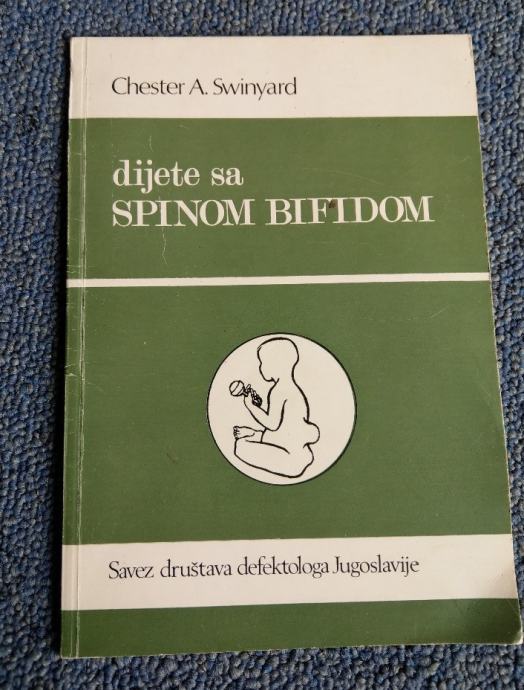 Chester A. Swinyard
dijete sa
SPINOM BIFIDOM
Savez društava defektologa Jugoslavije